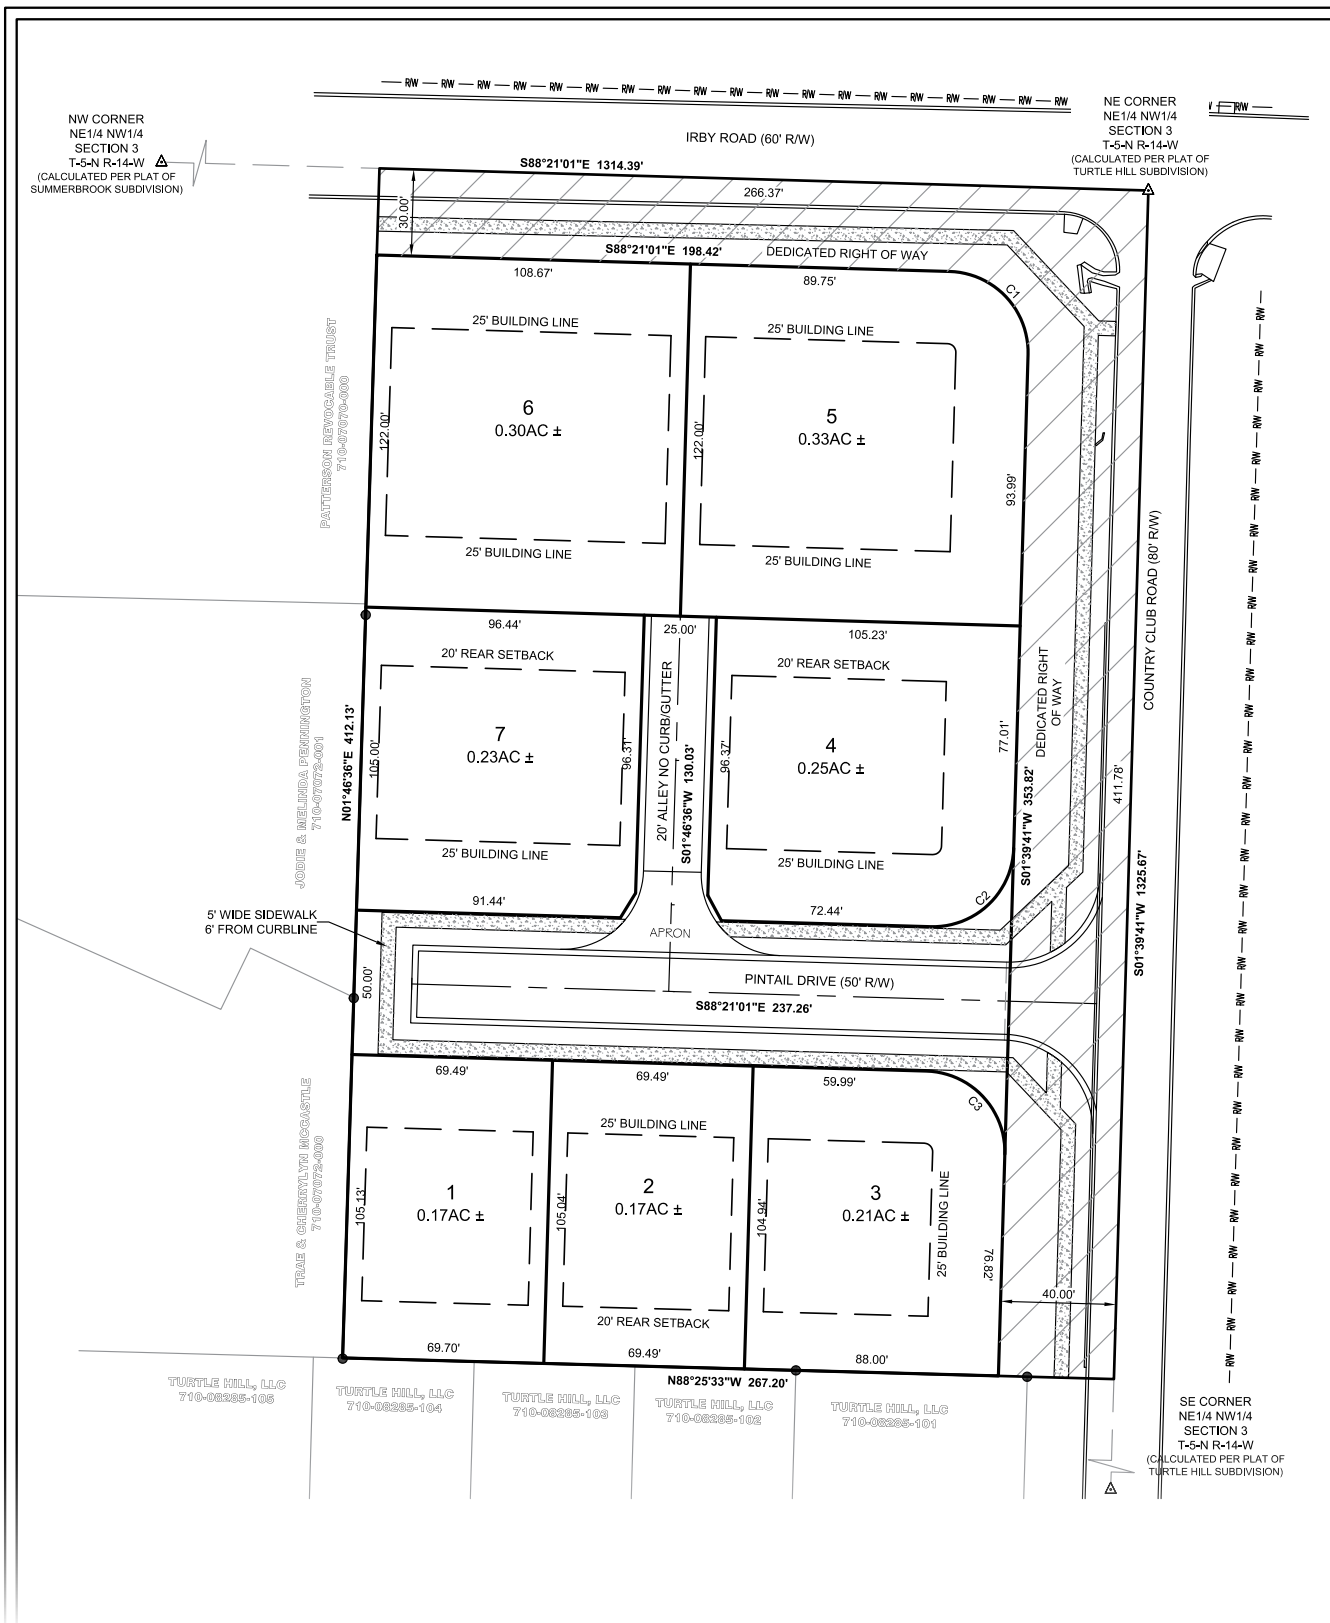 R/W R/W R/W R/W R/W R/W R/W R/W R/W R/W R/W R/W R/W R/W R/W R/W R/W R/W R/W
R/W
NW CORNER
NE1/4 NW1/4
SECTION 3
T-5-N R-14-W
(CALCULATED PER PLAT OF
SUMMERBROOK SUBDIVISION)
IRBY ROAD (60' R/W)
NE CORNER
NE1/4 NW1/4
SECTION 3
T-5-N R-14-W
(CALCULATED PER PLAT OF
TURTLE HILL SUBDIVISION)
S88°21'01"E 1314.39'
266.37'
30.00'
S88°21'01"E 198.42'
DEDICATED RIGHT OF WAY
108.67'
89.75'
C1
25' BUILDING LINE
25' BUILDING LINE
PATTERSON REVOCABLE TRUST
710-07070-000
122.00'
6
0.30AC ±
122.00'
5
0.33AC ±
93.99'
25' BUILDING LINE
25' BUILDING LINE
COUNTRY CLUB ROAD (80' R/W)
96.44'
25.00'
105.23'
20' REAR SETBACK
20' REAR SETBACK
JODIE & MELINDA PENNINGTON
710-07072-001
N01°46'36"E 412.13'
105.00'
7
0.23AC ±
96.31'
20' ALLEY NO CURB/GUTTER
S01°46'36"W 130.03'
96.37'
4
0.25AC ±
77.01'
S01°39'41"W 353.82'
DEDICATED RIGHT
OF WAY
411.78'
S01°39'41"W 1325.67'
25' BUILDING LINE
25' BUILDING LINE
91.44'
72.44'
C2
5' WIDE SIDEWALK
6' FROM CURBLINE
APRON
50.00'
PINTAIL DRIVE (50' R/W)
S88°21'01"E 237.26'
69.49'
69.49'
59.99'
C3
25' BUILDING LINE
TRAE & CHERRYLYN MCCASTLE
710-07072-000
105.13'
1
0.17AC ±
105.04'
2
0.17AC ±
104.94'
3
0.21AC ±
25' BUILDING LINE
76.82'
40.00'
20' REAR SETBACK
69.70'
69.49'
88.00'
N88°25'33"W 267.20'
TURTLE HILL, LLC
710-08285-105
TURTLE HILL, LLC
710-08285-104
TURTLE HILL, LLC
710-08285-103
TURTLE HILL, LLC
710-08285-102
TURTLE HILL, LLC
710-08285-101
R/W R/W R/W R/W R/W R/W R/W R/W R/W R/W R/W R/W R/W R/W R/W R/W R/W R/W R/W R/W R/W R/W R/W R/W R/W R/W R/W R/W R/W
SE CORNER
NE1/4 NW1/4
SECTION 3
T-5-N R-14-W
(CALCULATED PER PLAT OF
TURTLE HILL SUBDIVISION)